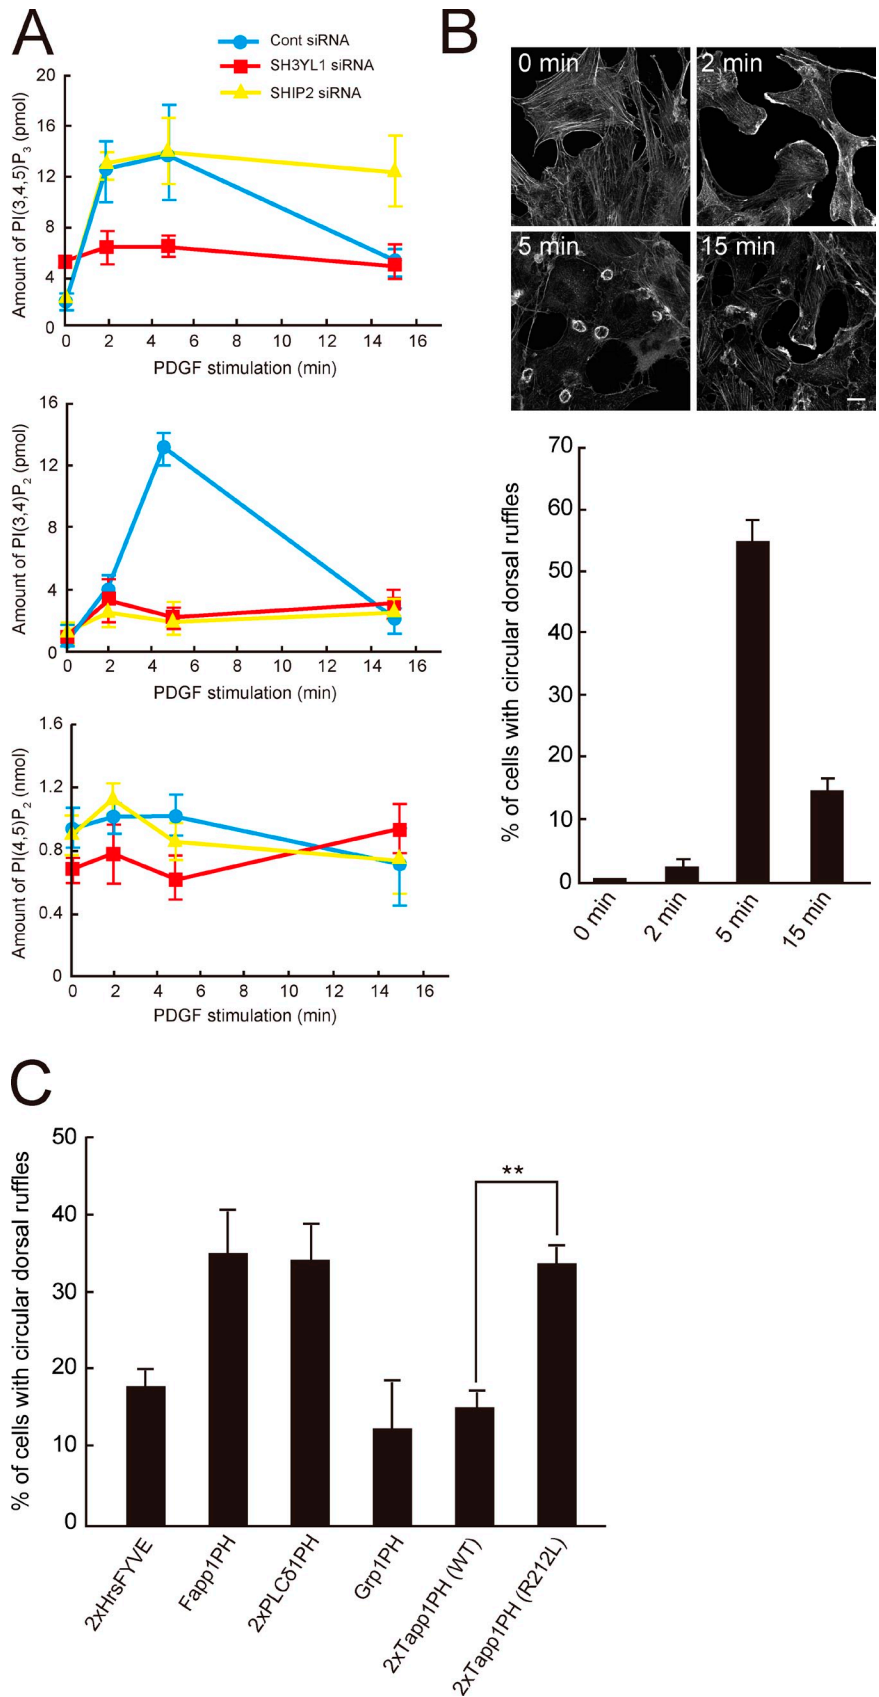 A
Cont siRNA
SH3YL1 siRNA
SHIP2 siRNA
Amount of PI(3,4,5)P3 (pmol)
20
16
12
8
4
0
0 2 4 6 8 10 12 14 16
PDGF stimulation (min)
Amount of PI(3,4)P2 (pmol)
16
12
8
4
0
0 2 4 6 8 10 12 14 16
PDGF stimulation (min)
Amount of PI(4,5)P2 (nmol)
1.6
1.2
0.8
0.4
0
0 2 4 6 8 10 12 14 16
PDGF stimulation (min)
B
0 min
2 min
5 min
15 min
% of cells with circular dorsal ruffles
70
60
50
40
30
20
10
0
0 min
2 min
5 min
15 min
C
% of cells with circular dorsal ruffles
50
40
30
20
10
0
**
2xHrsFYVE
Fapp1PH
2xPLCδ1PH
Grp1PH
2xTapp1PH (WT)
2xTapp1PH (R212L)